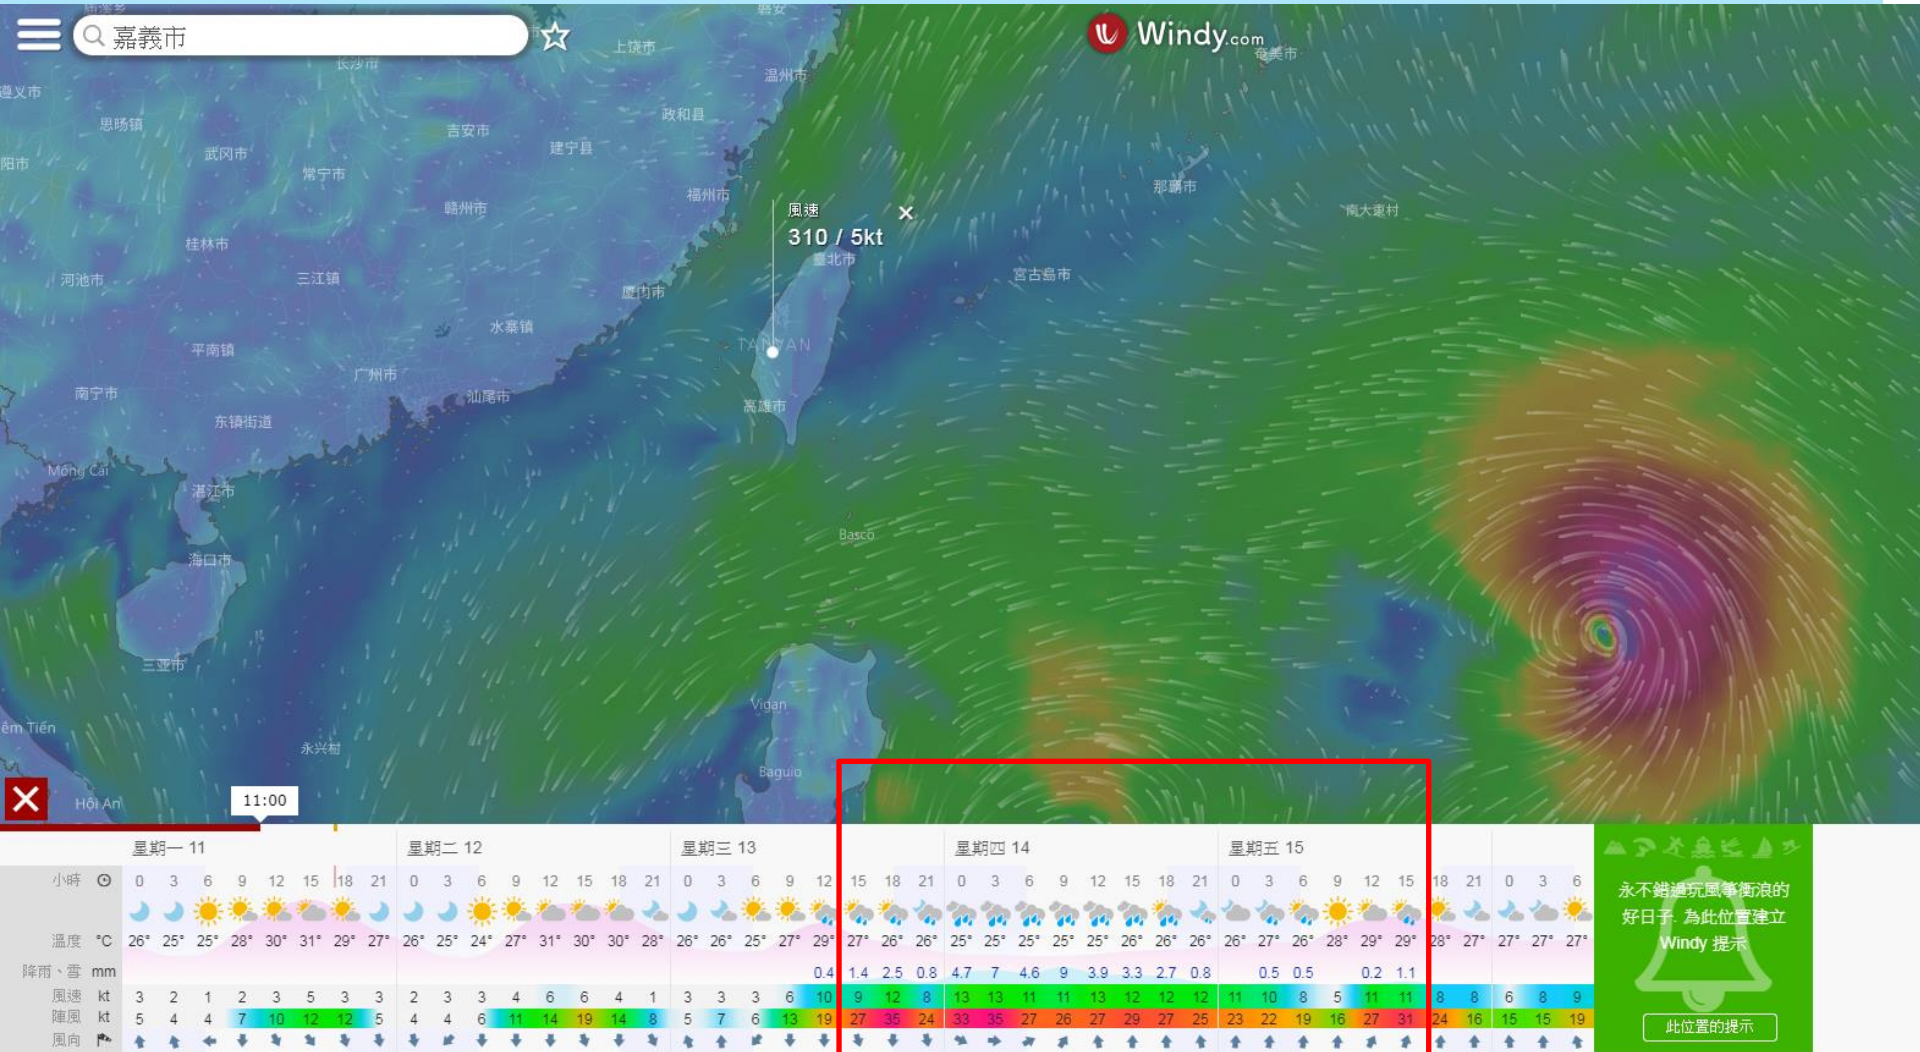 嘉義市
Windy.com
磐安
奄美市
上饶市
长沙市
温州市
遵义市
政和县
思旸镇
吉安市
建宁县
武冈市
阳市
常宁市
福州市
那霸市
赣州市
南大東村
風速
310 / 5kt
桂林市
臺北市
宮古島市
河池市
三江镇
厦门市
水寨镇
TAIWAN
平南镇
广州市
南宁市
汕尾市
高雄市
东镇街道
Móng Cái
湛江市
Basco
海口市
三亚市
Vigan
êm Tiến
永兴村
Baguio
Hội An
11:00
星期一 11 星期二 12 星期三 13 星期四 14 星期五 15
小時 0 3 6 9 12 15 18 21 0 3 6 9 12 15 18 21 0 3 6 9 12 15 18 21 0 3 6 9 12 15 18 21 0 3 6 9 12 15 18 21 0 3 6
溫度 °C 26° 25° 25° 28° 30° 31° 29° 27° 26° 25° 24° 27° 31° 30° 30° 28° 26° 26° 25° 27° 29° 27° 26° 26° 25° 25° 25° 25° 25° 26° 26° 26° 26° 27° 26° 28° 29° 29° 28° 27° 27° 27° 27°
降雨、雪 mm 0.4 1.4 2.5 0.8 4.7 7 4.6 9 3.9 3.3 2.7 0.8 0.5 0.5 0.2 1.1
風速 kt 3 2 1 2 3 5 3 3 2 3 3 4 6 6 4 1 3 3 3 6 10 9 12 8 13 13 11 11 13 12 12 12 11 10 8 5 11 11 8 8 6 8 9
陣風 kt 5 4 4 7 10 12 12 5 4 4 6 11 14 19 14 8 5 7 6 13 19 27 35 24 33 35 27 26 27 29 27 25 23 22 19 16 27 31 24 16 15 15 19
風向
永不錯過玩風箏衝浪的
好日子. 為此位置建立
Windy 提示
此位置的提示